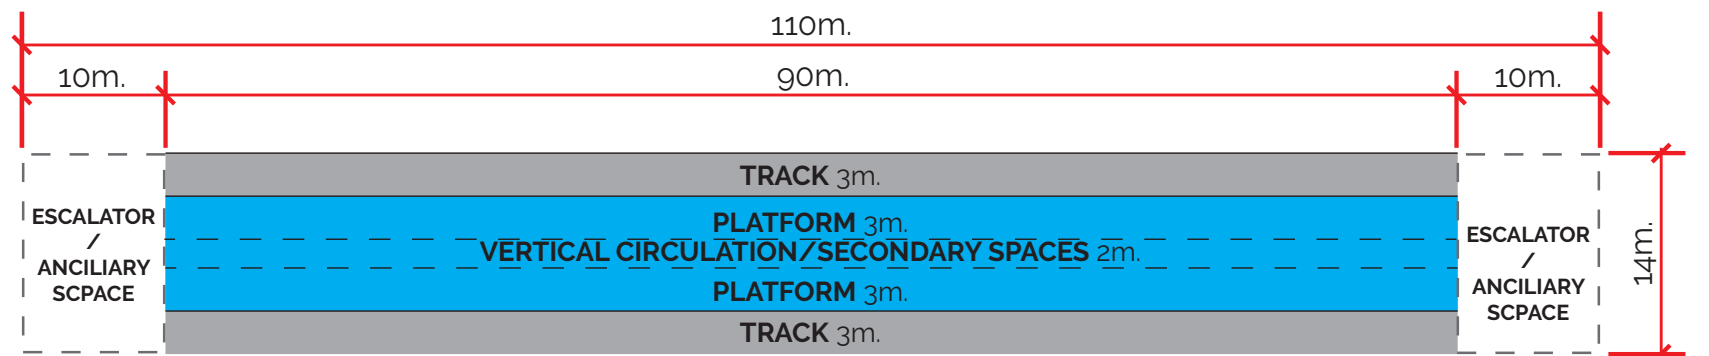 110m.
10m.
90m.
10m.
TRACK 3m.
PLATFORM 3m.
VERTICAL CIRCULATION/SECONDARY SPACES 2m.
PLATFORM 3m.
TRACK 3m.
ESCALATOR
/
ANCILIARY
SCPACE
ESCALATOR
/
ANCILIARY
SCPACE
14m.